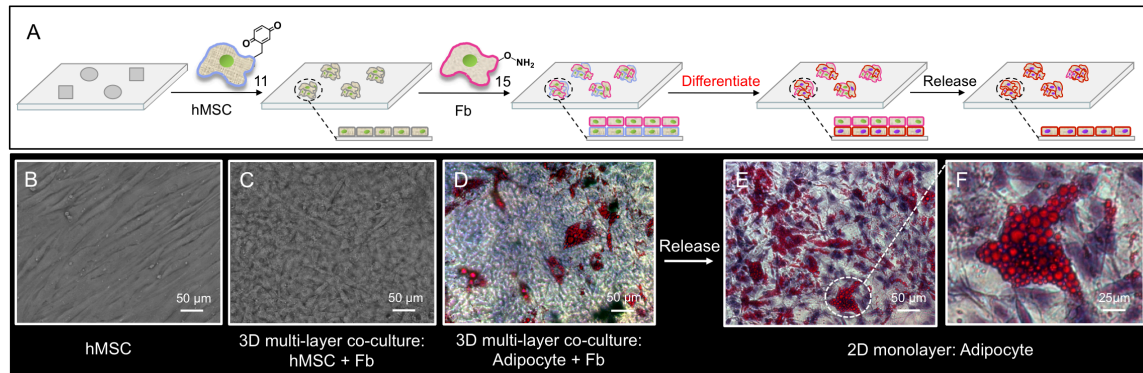 A
O
O
O
NH₂
11
15
hMSC
Fb
Differentiate
Release
B
50 µm
C
50 µm
D
50 µm
Release
E
50 µm
F
25µm
hMSC
3D multi-layer co-culture:
hMSC + Fb
3D multi-layer co-culture:
Adipocyte + Fb
2D monolayer: Adipocyte